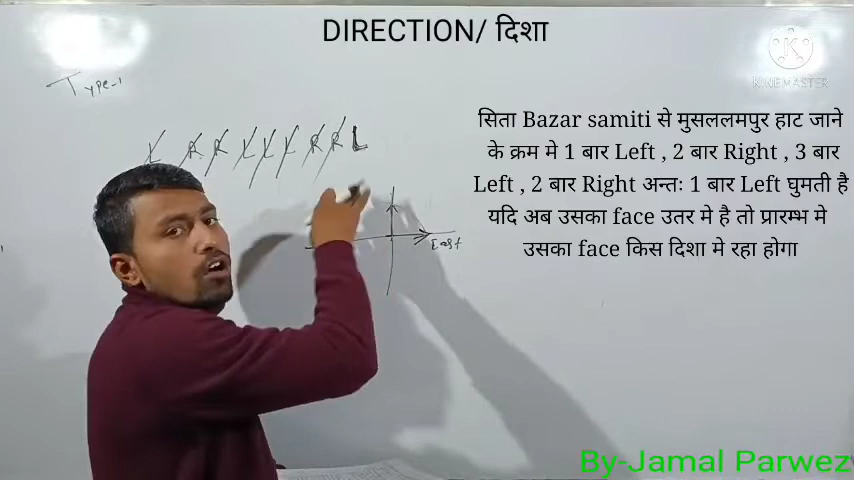 DIRECTION/ दिशा
KINEMASTER
Type-1
L R R L L L R R L
East
सिता Bazar samiti से मुसललमपुर हाट जाने
के क्रम मे 1 बार Left , 2 बार Right , 3 बार
Left , 2 बार Right अन्तः 1 बार Left घुमती है
यदि अब उसका face उतर मे है तो प्रारम्भ मे
उसका face किस दिशा मे रहा होगा
By-Jamal Parwez